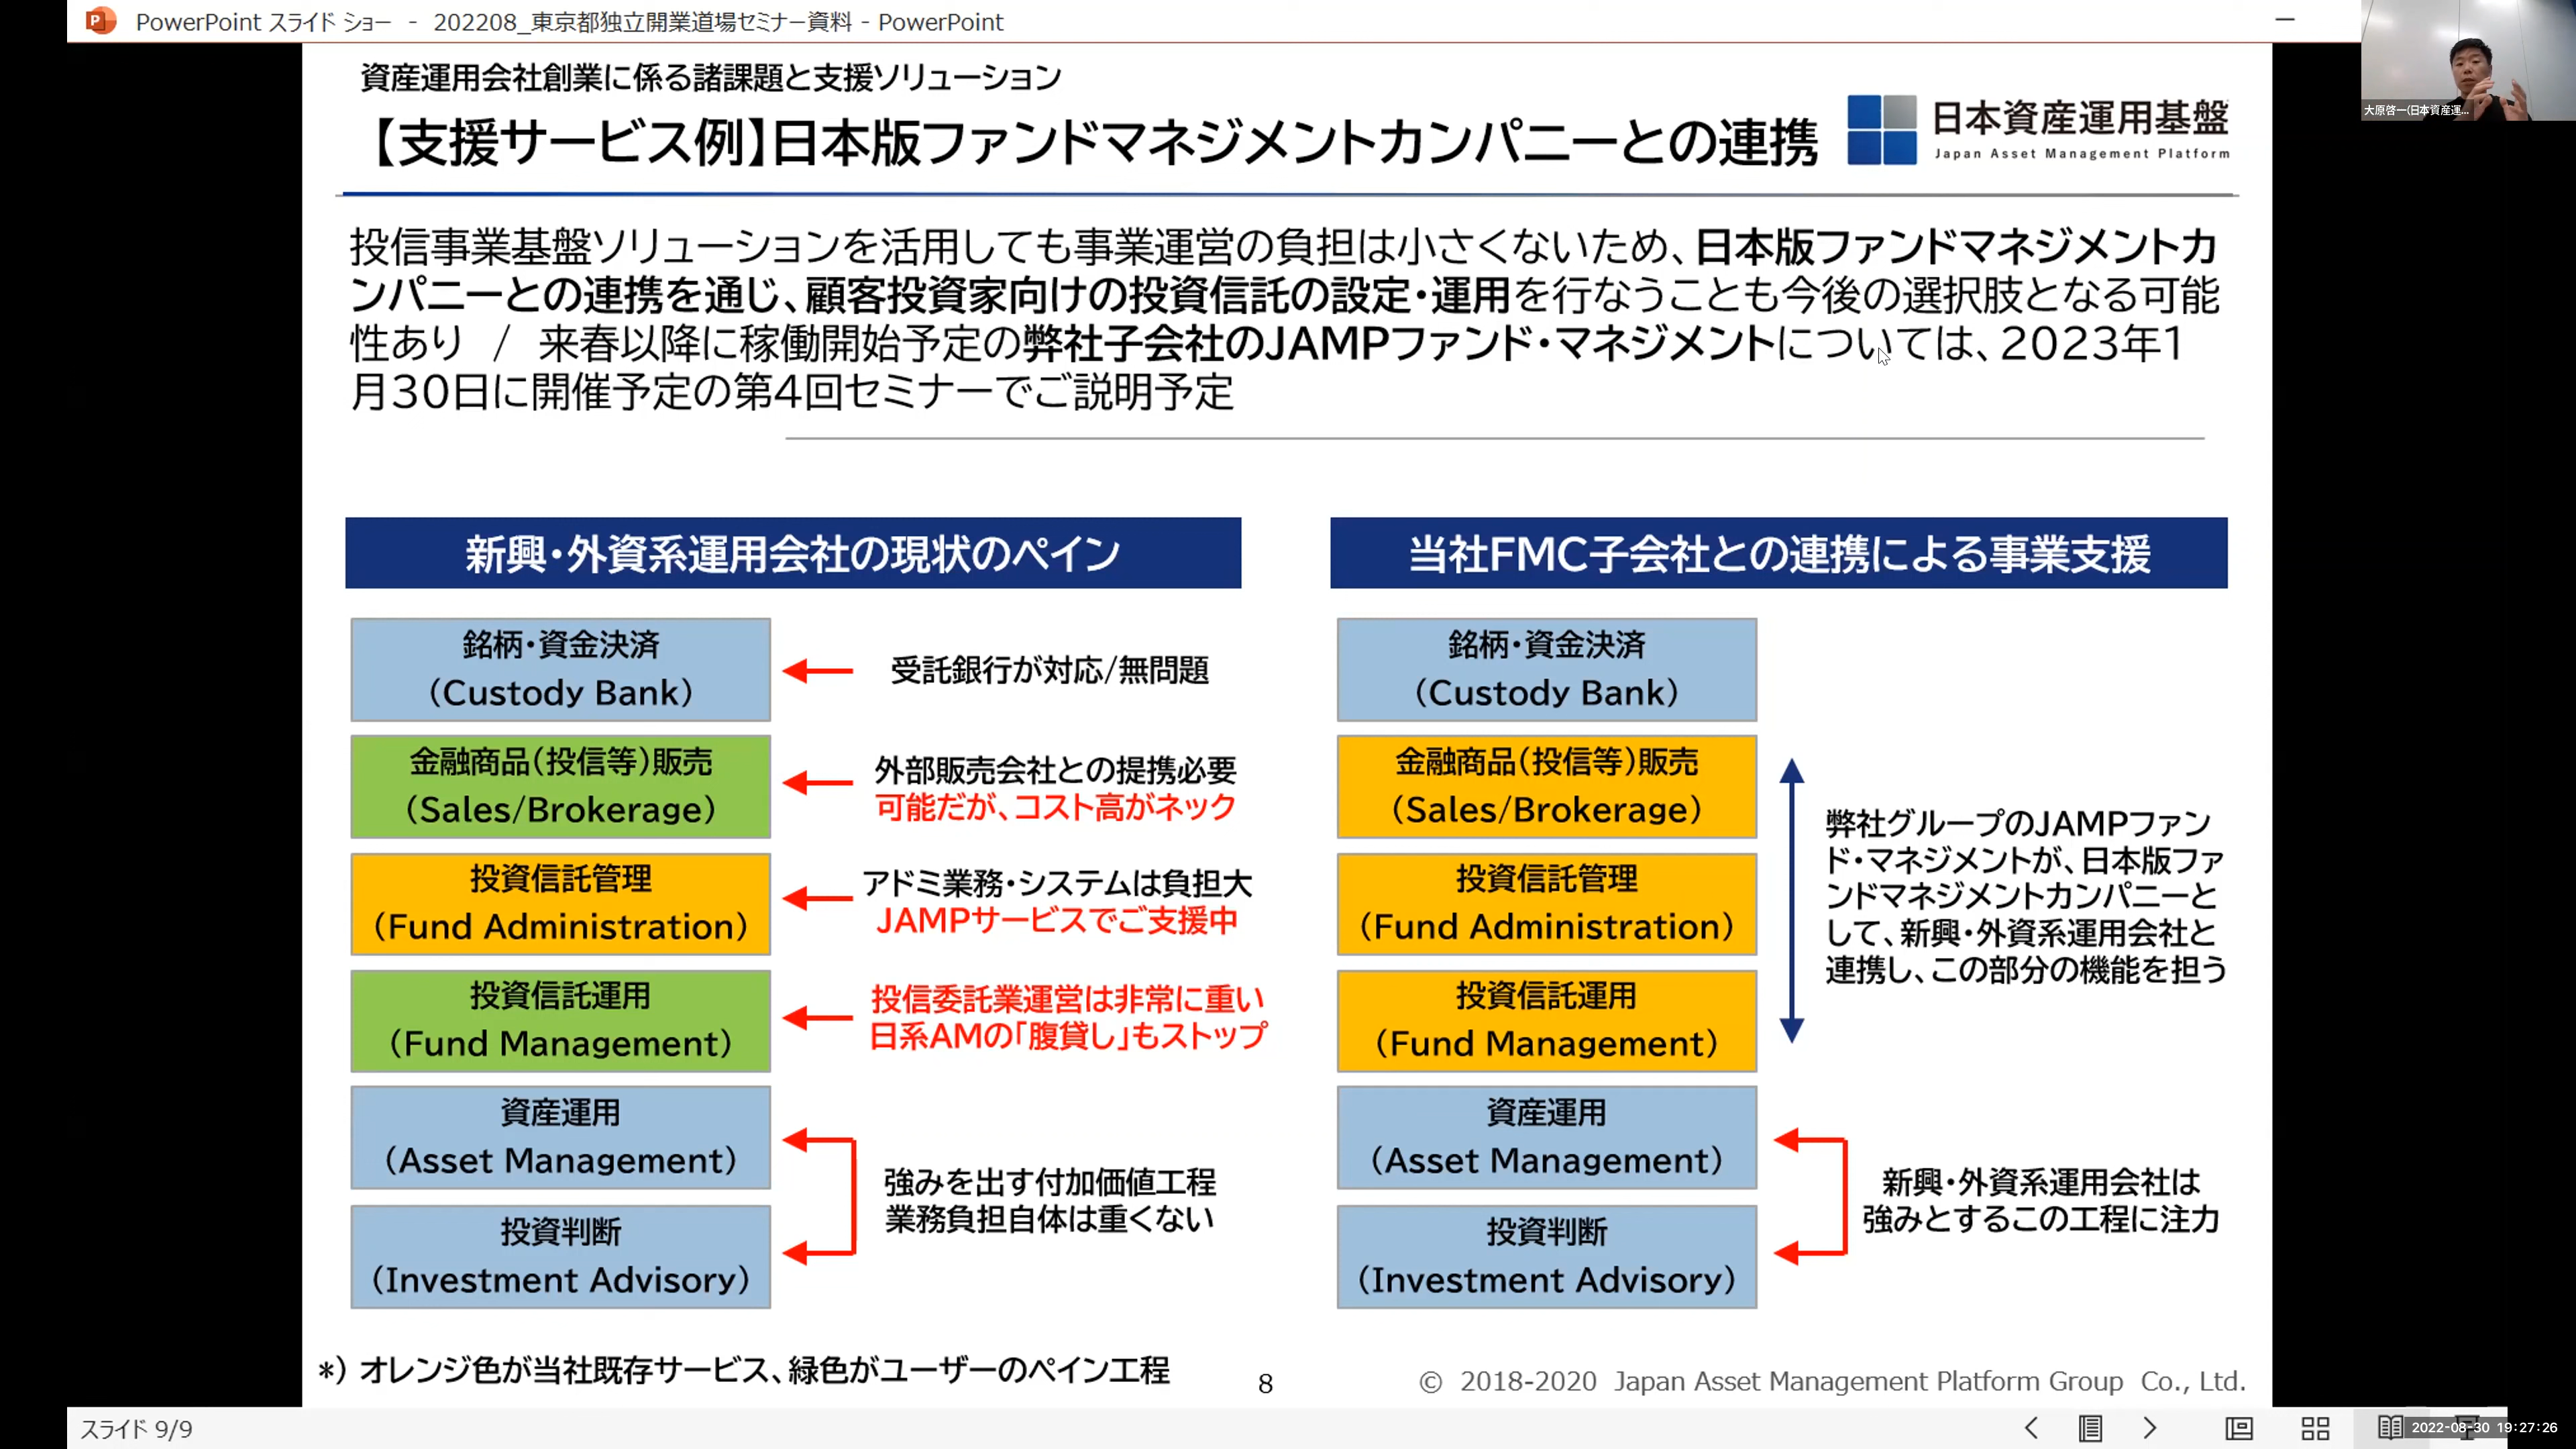 PowerPoint スライド ショー - 202208_東京都独立開業道場セミナー資料 - PowerPoint
大原啓一(日本資産運...
資産運用会社創業に係る諸課題と支援ソリューション
【支援サービス例】日本版ファンドマネジメントカンパニーとの連携
日本資産運用基盤
Japan Asset Management Platform
投信事業基盤ソリューションを活用しても事業運営の負担は小さくないため、日本版ファンドマネジメントカ
ンパニーとの連携を通じ、顧客投資家向けの投資信託の設定・運用を行なうことも今後の選択肢となる可能
性あり / 来春以降に稼働開始予定の弊社子会社のJAMPファンド・マネジメントについては、2023年1
月30日に開催予定の第4回セミナーでご説明予定
新興・外資系運用会社の現状のペイン
銘柄・資金決済
（Custody Bank）
受託銀行が対応/無問題
金融商品（投信等）販売
（Sales/Brokerage）
外部販売会社との提携必要
可能だが、コスト高がネック
投資信託管理
（Fund Administration）
アドミ業務・システムは負担大
JAMPサービスでご支援中
投資信託運用
（Fund Management）
投信委託業運営は非常に重い
日系AMの「腹貸し」もストップ
資産運用
（Asset Management）
投資判断
（Investment Advisory）
強みを出す付加価値工程
業務負担自体は重くない
当社FMC子会社との連携による事業支援
銘柄・資金決済
（Custody Bank）
金融商品（投信等）販売
（Sales/Brokerage）
投資信託管理
（Fund Administration）
投資信託運用
（Fund Management）
弊社グループのJAMPファン
ド・マネジメントが、日本版ファ
ンドマネジメントカンパニーと
して、新興・外資系運用会社と
連携し、この部分の機能を担う
資産運用
（Asset Management）
投資判断
（Investment Advisory）
新興・外資系運用会社は
強みとするこの工程に注力
*）オレンジ色が当社既存サービス、緑色がユーザーのペイン工程
8
© 2018-2020 Japan Asset Management Platform Group Co., Ltd.
スライド 9/9
2022-08-30 19:27:26